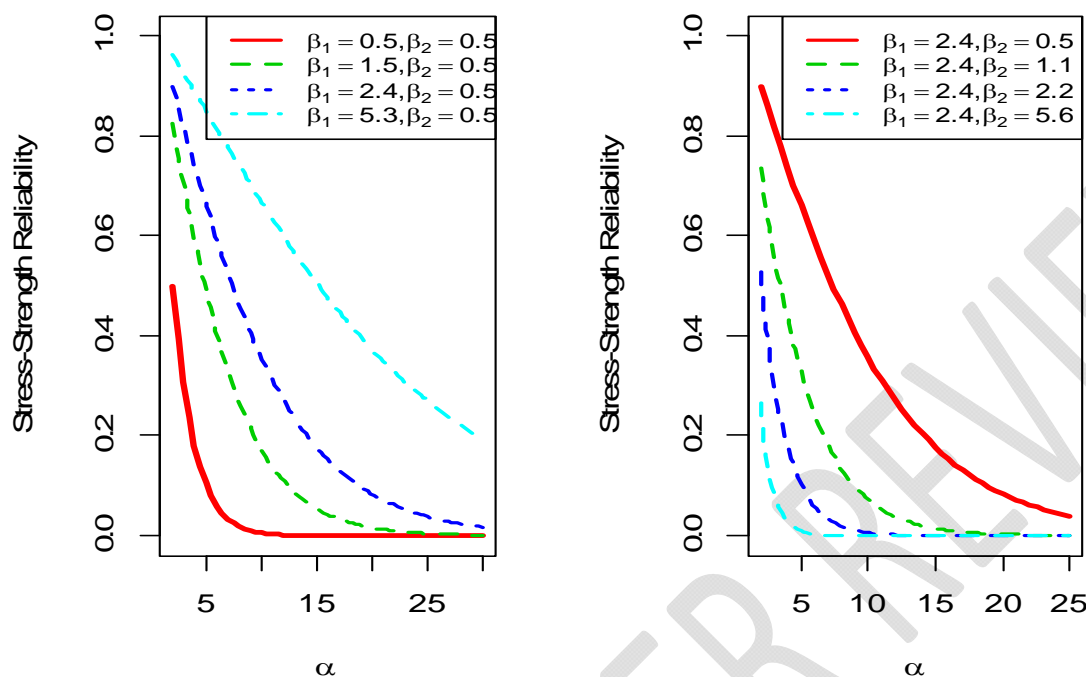 β1 = 0.5, β2 = 0.5
β1 = 1.5, β2 = 0.5
β1 = 2.4, β2 = 0.5
β1 = 5.3, β2 = 0.5
Stress-Strength Reliability
1.0
0.8
0.6
0.4
0.2
0.0
5 15 25
α
β1 = 2.4, β2 = 0.5
β1 = 2.4, β2 = 1.1
β1 = 2.4, β2 = 2.2
β1 = 2.4, β2 = 5.6
Stress-Strength Reliability
1.0
0.8
0.6
0.4
0.2
0.0
5 10 15 20 25
α
ER REVIE